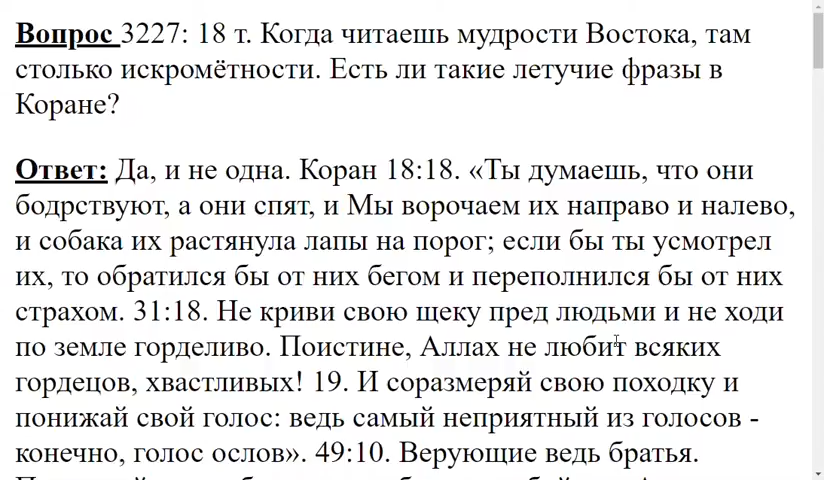 Вопрос 3227: 18 т. Когда читаешь мудрости Востока, там
столько искромётности. Есть ли такие летучие фразы в
Коране?
Ответ: Да, и не одна. Коран 18:18. «Ты думаешь, что они
бодрствуют, а они спят, и Мы ворочаем их направо и налево,
и собака их растянула лапы на порог; если бы ты усмотрел
их, то обратился бы от них бегом и переполнился бы от них
страхом. 31:18. Не криви свою щеку пред людьми и не ходи
по земле горделиво. Поистине, Аллах не любит всяких
гордецов, хвастливых! 19. И соразмеряй свою походку и
понижай свой голос: ведь самый неприятный из голосов -
конечно, голос ослов». 49:10. Верующие ведь братья.